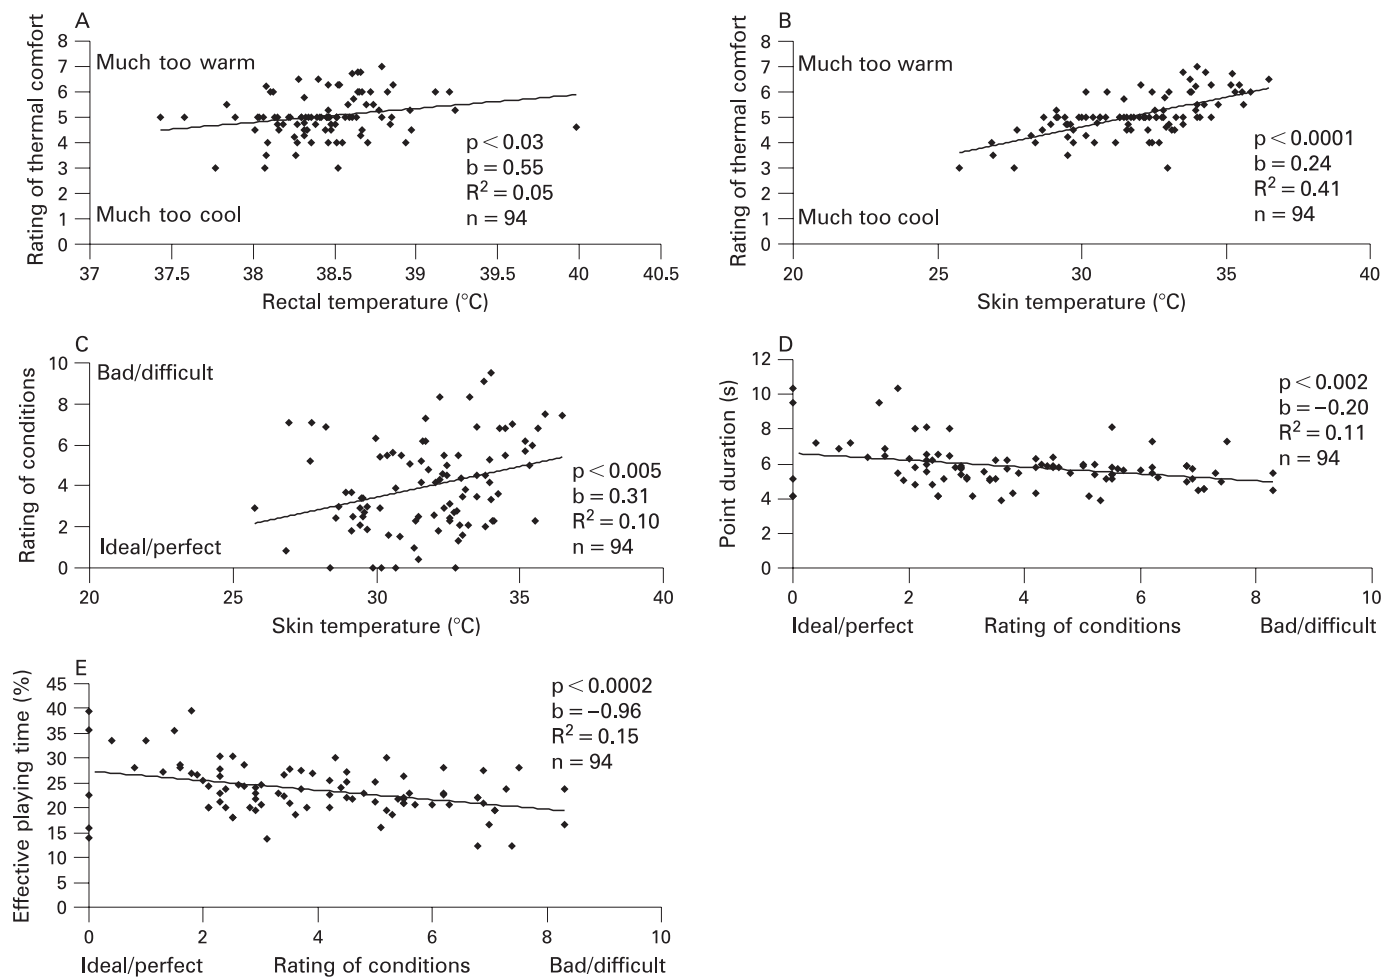 A
Rating of thermal comfort
8
7
6
5
4
3
2
1
0
Much too warm
Much too cool
p < 0.03
b = 0.55
R² = 0.05
n = 94
37 37.5 38 38.5 39 39.5 40 40.5
Rectal temperature (°C)
B
Rating of thermal comfort
8
7
6
5
4
3
2
1
0
Much too warm
Much too cool
p < 0.0001
b = 0.24
R² = 0.41
n = 94
20 25 30 35 40
Skin temperature (°C)
C
Rating of conditions
10
8
6
4
2
0
Bad/difficult
Ideal/perfect
p < 0.005
b = 0.31
R² = 0.10
n = 94
20 25 30 35 40
Skin temperature (°C)
D
Point duration (s)
12
10
8
6
4
2
0
p < 0.002
b = −0.20
R² = 0.11
n = 94
0 2 4 6 8 10
Ideal/perfect Rating of conditions Bad/difficult
E
Effective playing time (%)
45
40
35
30
25
20
15
10
5
0
p < 0.0002
b = −0.96
R² = 0.15
n = 94
0 2 4 6 8 10
Ideal/perfect Rating of conditions Bad/difficult